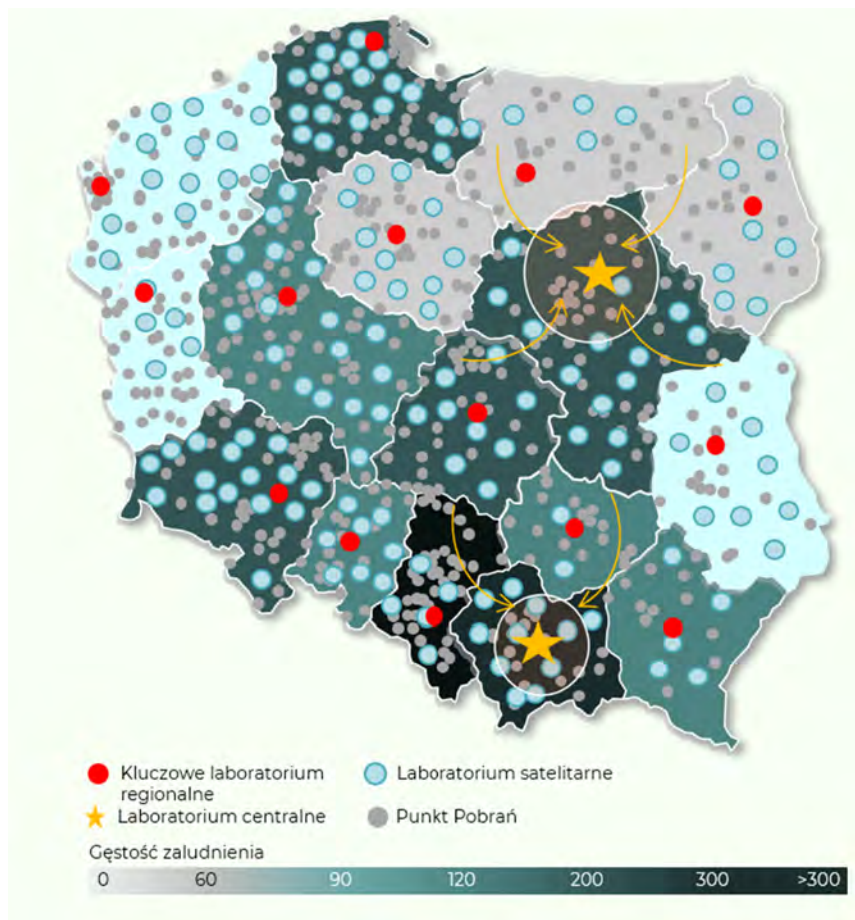 Kluczowe laboratorium
regionalne
Laboratorium satelitarne
Laboratorium centralne
Punkt Pobrań
Gęstość zaludnienia
0 60 90 120 200 300 >300